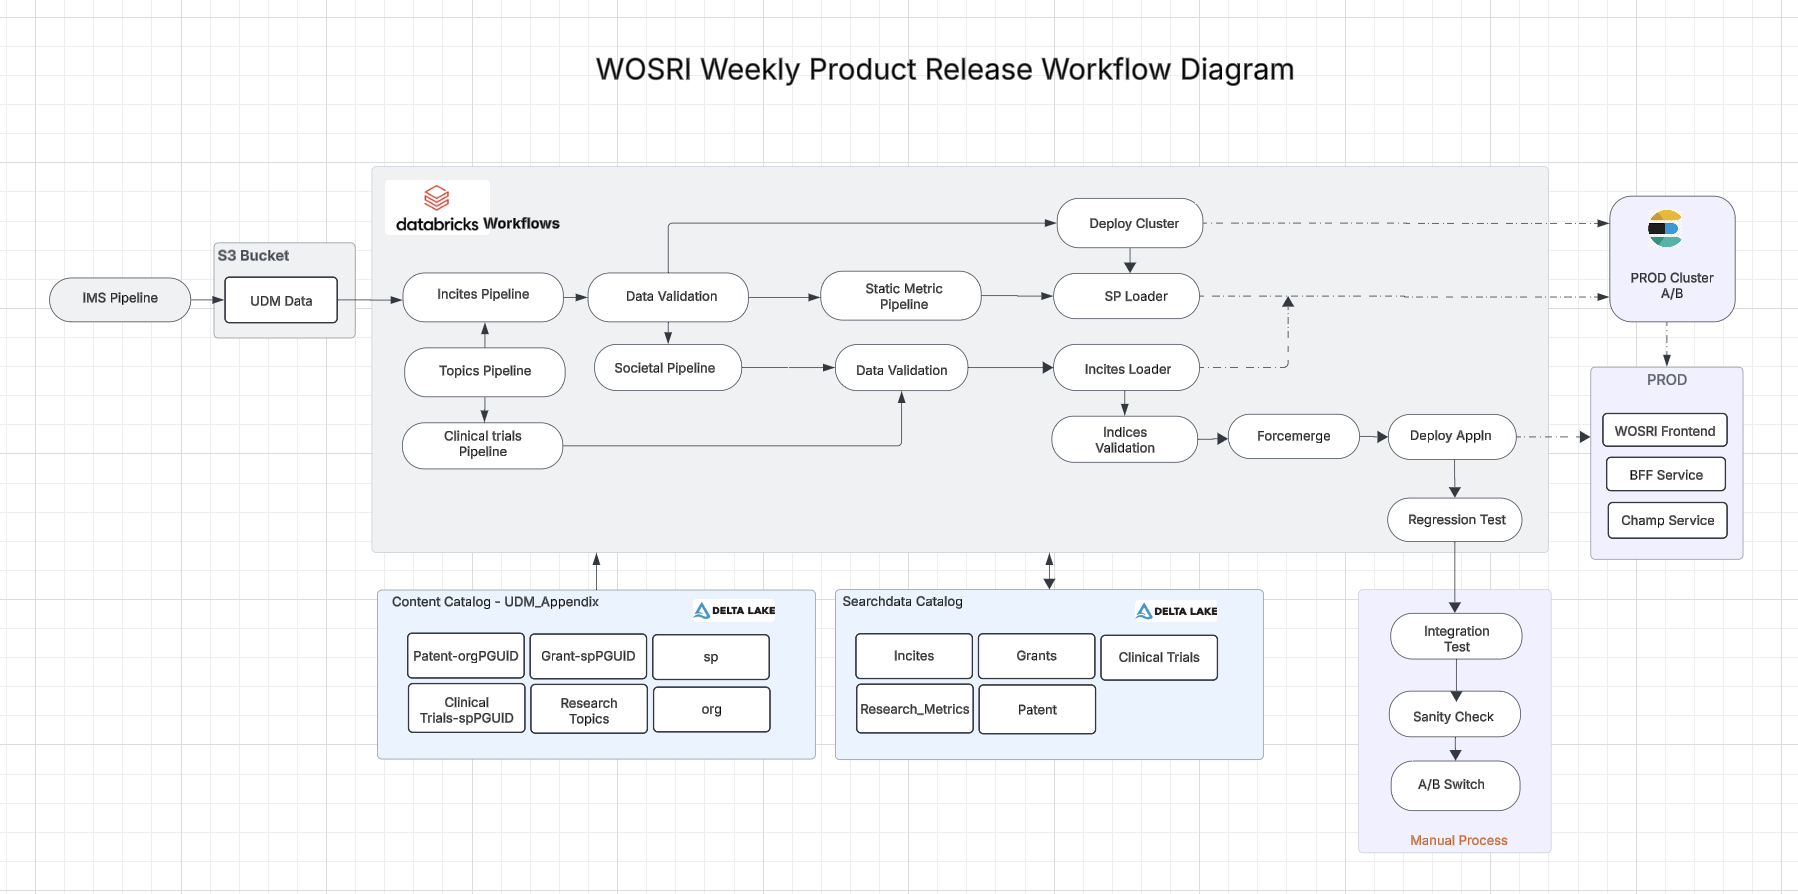 WOSRI Weekly Product Release Workflow Diagram
databricks Workflows
S3 Bucket
IMS Pipeline
UDM Data
Incites Pipeline
Data Validation
Static Metric
Pipeline
Deploy Cluster
SP Loader
PROD Cluster
A/B
Topics Pipeline
Societal Pipeline
Data Validation
Incites Loader
Clinical trials
Pipeline
Indices
Validation
Forcemerge
Deploy Appln
Regression Test
PROD
WOSRI Frontend
BFF Service
Champ Service
Content Catalog - UDM_Appendix
DELTA LAKE
Patent-orgPGUID
Grant-spPGUID
sp
Clinical
Trials-spPGUID
Research
Topics
org
Searchdata Catalog
DELTA LAKE
Incites
Grants
Clinical Trials
Research_Metrics
Patent
Integration
Test
Sanity Check
A/B Switch
Manual Process